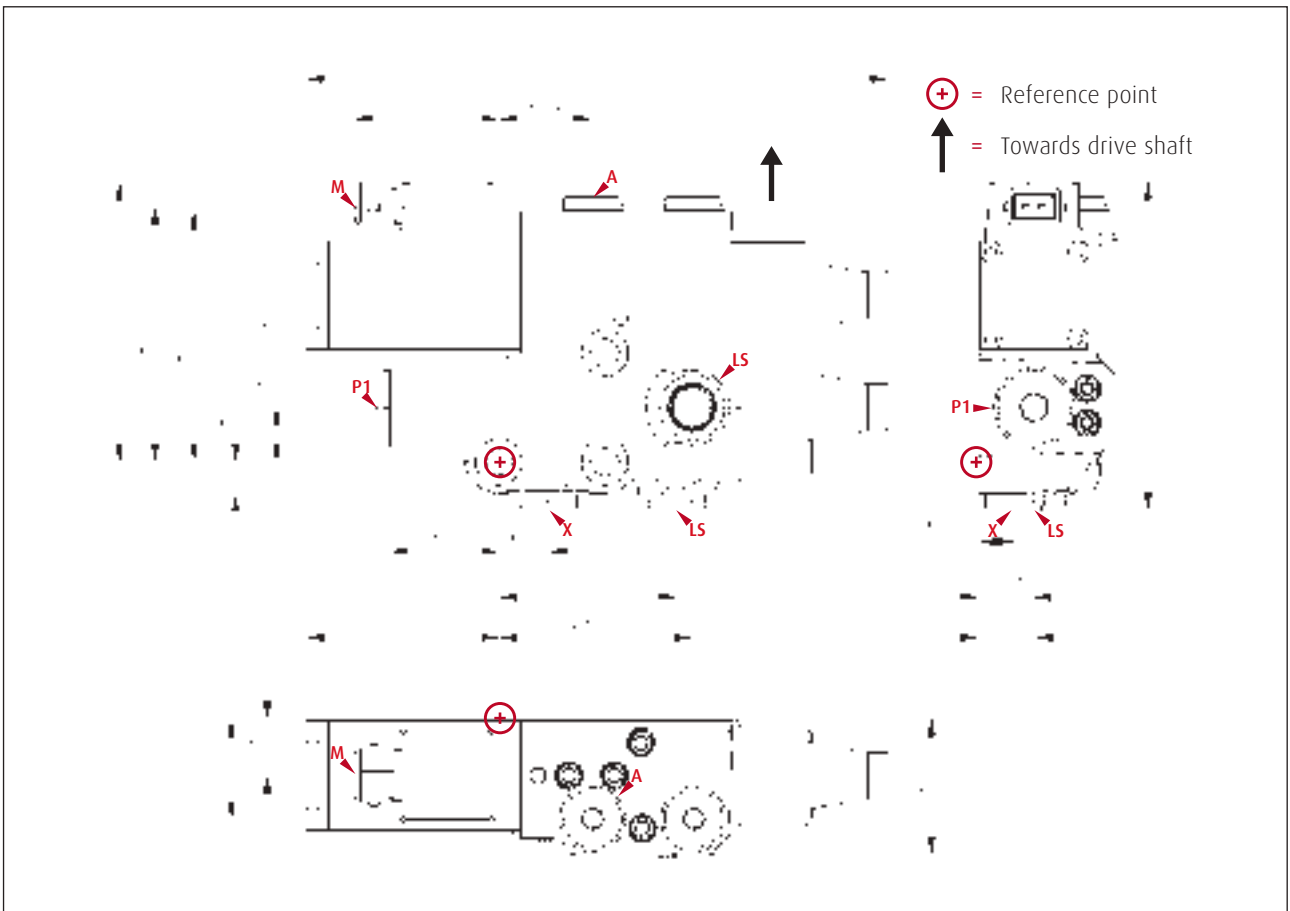 = Reference point
= Towards drive shaft
M
A
LS
P1
P1
X
LS
X
LS
M
A